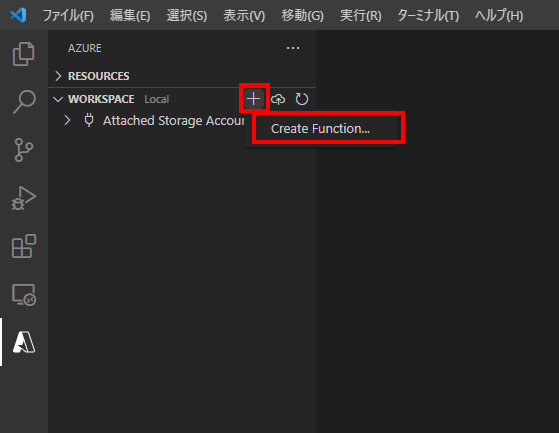 ファイル(F) 編集(E) 選択(S) 表示(V) 移動(G) 実行(R) ターミナル(T) ヘルプ(H)
AZURE
RESOURCES
WORKSPACE Local
Attached Storage Accour
Create Function...